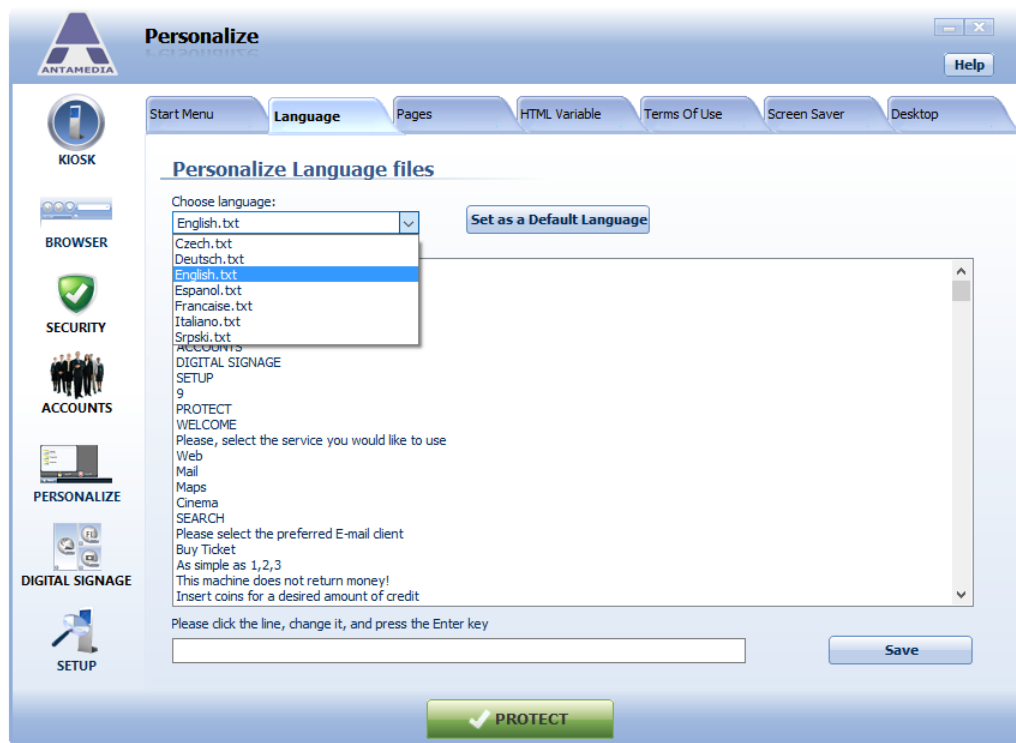 Personalize
ANTAMEDIA
Help
Start Menu
Language
Pages
HTML Variable
Terms Of Use
Screen Saver
Desktop
KIOSK
BROWSER
SECURITY
ACCOUNTS
PERSONALIZE
DIGITAL SIGNAGE
SETUP
Personalize Language files
Choose language:
English.txt
Set as a Default Language
Czech.txt
Deutsch.txt
English.txt
Espanol.txt
Francaise.txt
Italiano.txt
Srpski.txt
ACCOUNTS
DIGITAL SIGNAGE
SETUP
9
PROTECT
WELCOME
Please, select the service you would like to use
Web
Mail
Maps
Cinema
SEARCH
Please select the preferred E-mail client
Buy Ticket
As simple as 1,2,3
This machine does not return money!
Insert coins for a desired amount of credit
Please click the line, change it, and press the Enter key
Save
PROTECT